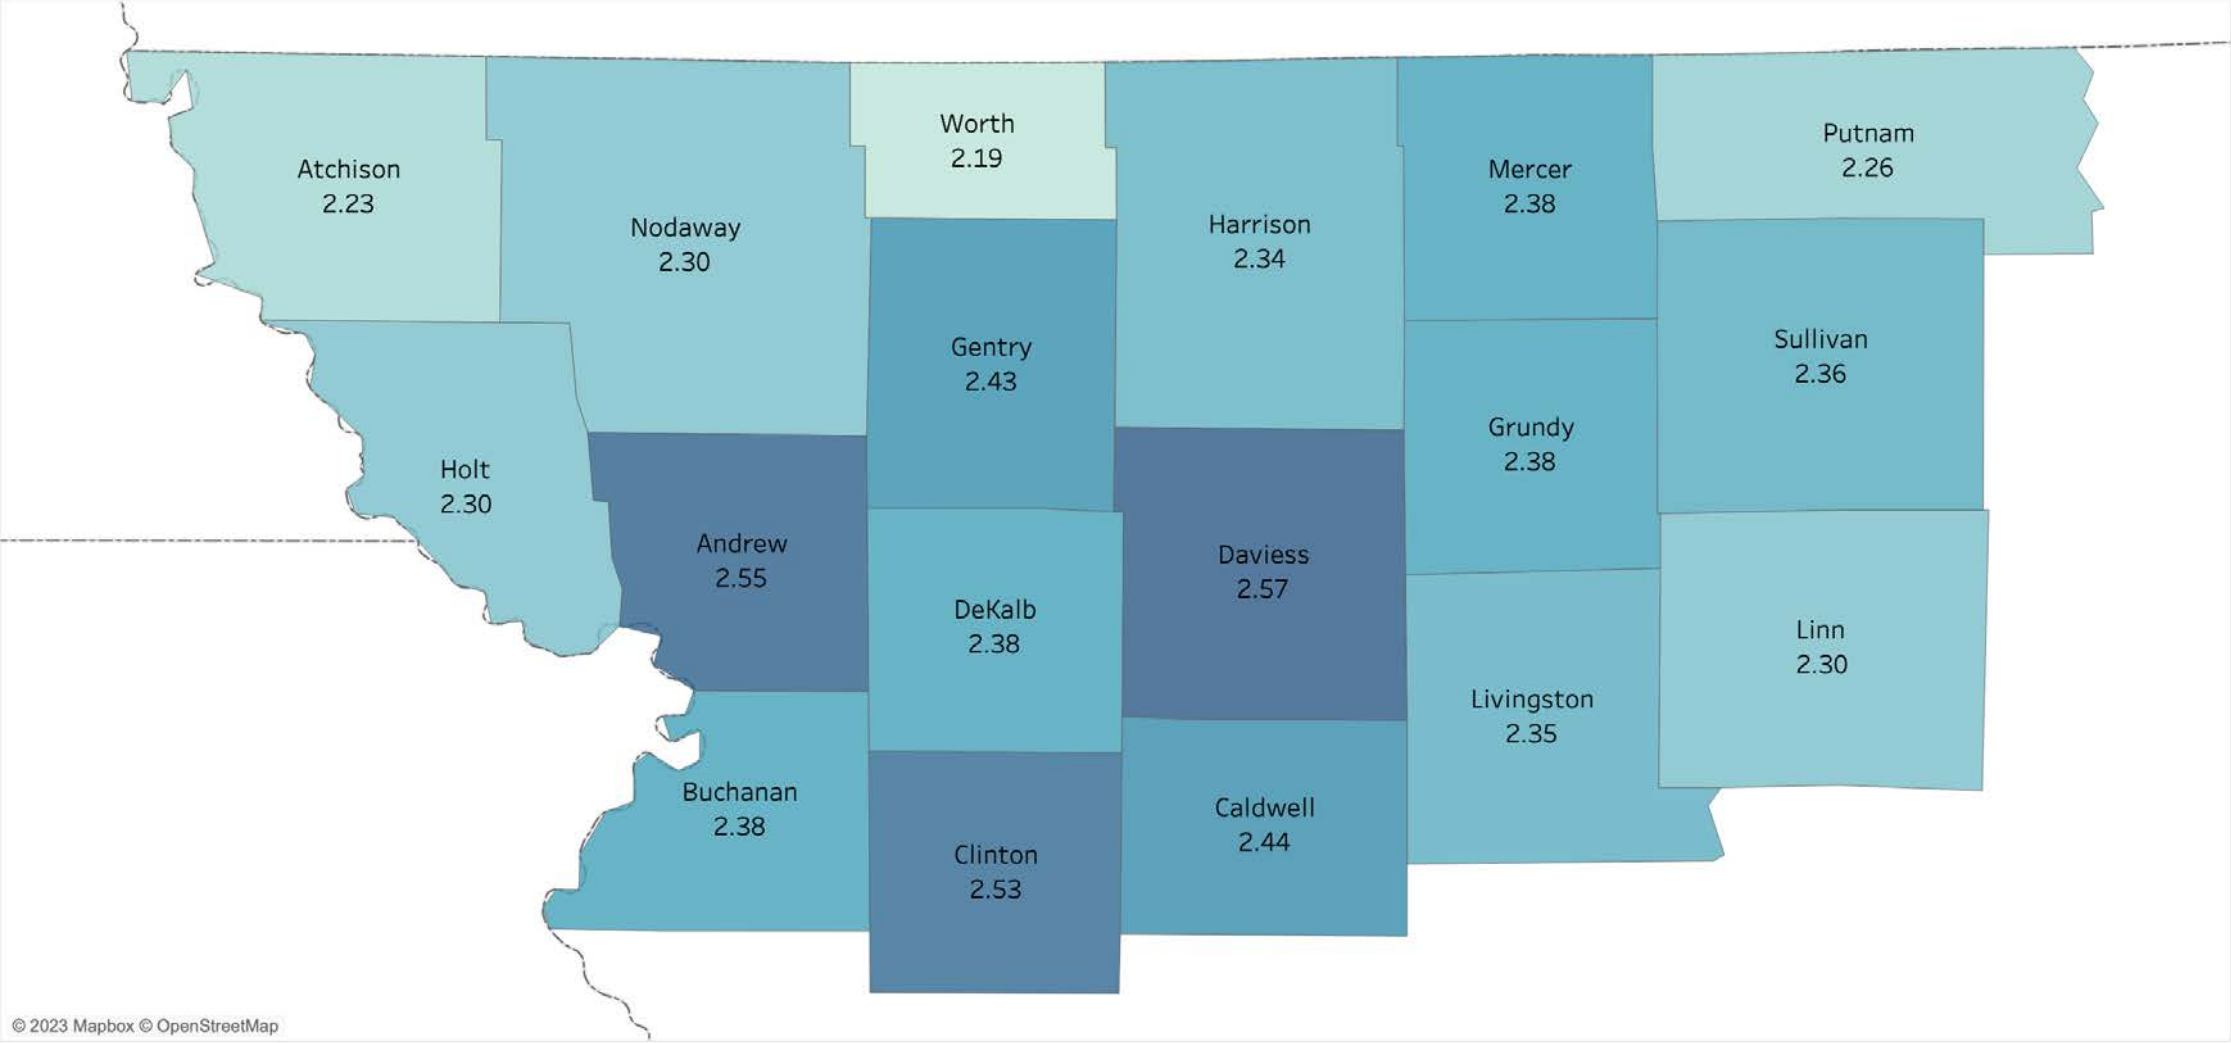 Worth
2.19
Putnam
2.26
Atchison
2.23
Mercer
2.38
Nodaway
2.30
Harrison
2.34
Gentry
2.43
Sullivan
2.36
Grundy
2.38
Holt
2.30
Andrew
2.55
Daviess
2.57
DeKalb
2.38
Linn
2.30
Livingston
2.35
Buchanan
2.38
Caldwell
2.44
Clinton
2.53
© 2023 Mapbox © OpenStreetMap